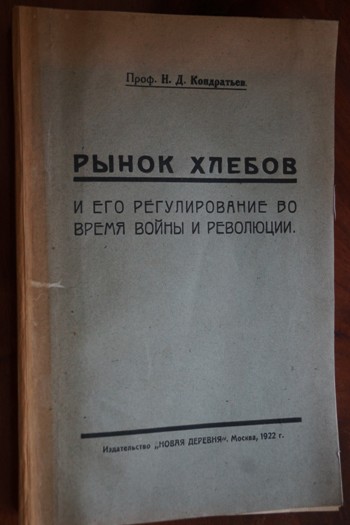 Проф. Н. Д. Кондратьев.
РЫНОК ХЛЕБОВ
И ЕГО РЕГУЛИРОВАНИЕ ВО
ВРЕМЯ ВОЙНЫ И РЕВОЛЮЦИИ.
Издательство „НОВАЯ ДЕРЕВНЯ“. Москва, 1922 г.